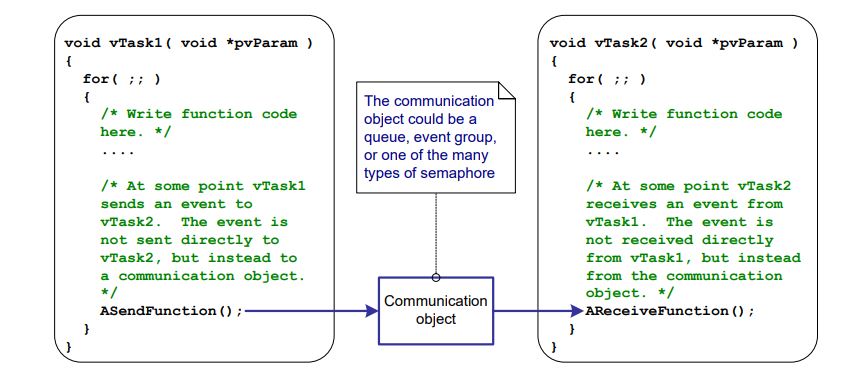 void vTask1( void *pvParam )
{
for( ;; )
{
/* Write function code
here. */
....
/* At some point vTask1
sends an event to
vTask2.  The event is
not sent directly to
vTask2, but instead to
a communication object.
*/
ASendFunction();
}
}
The communication
object could be a
queue, event group,
or one of the many
types of semaphore
Communication
object
void vTask2( void *pvParam )
{
for( ;; )
{
/* Write function code
here. */
....
/* At some point vTask2
receives an event from
vTask1.  The event is
not received directly
from vTask1, but instead
from the communication
object. */
AReceiveFunction();
}
}